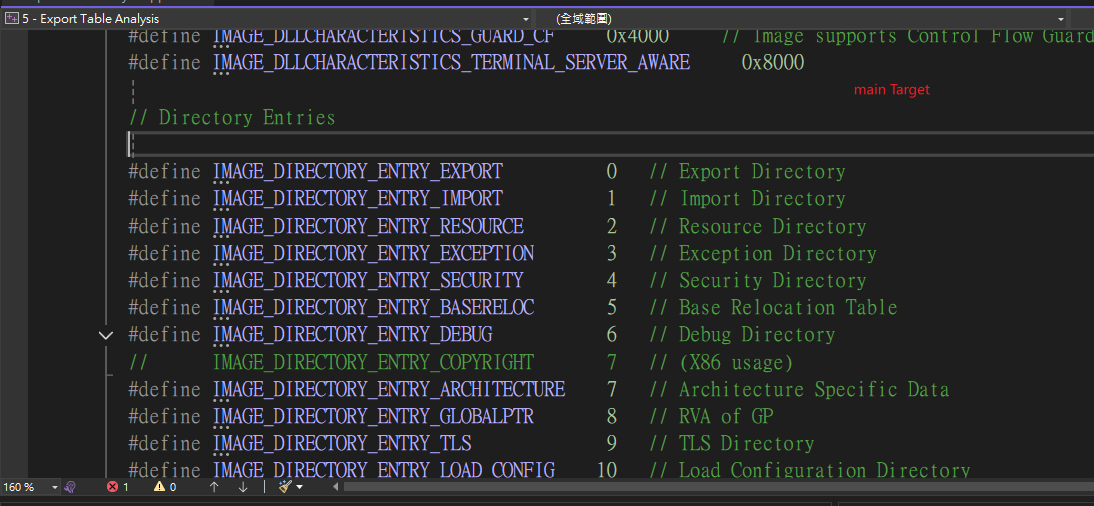 5 - Export Table Analysis (全域範圍)
#define IMAGE_DLLCHARACTERISTICS_GUARD_CF 0x4000 // Image supports Control Flow Guard
#define IMAGE_DLLCHARACTERISTICS_TERMINAL_SERVER_AWARE 0x8000
main Target
// Directory Entries
#define IMAGE_DIRECTORY_ENTRY_EXPORT 0 // Export Directory
#define IMAGE_DIRECTORY_ENTRY_IMPORT 1 // Import Directory
#define IMAGE_DIRECTORY_ENTRY_RESOURCE 2 // Resource Directory
#define IMAGE_DIRECTORY_ENTRY_EXCEPTION 3 // Exception Directory
#define IMAGE_DIRECTORY_ENTRY_SECURITY 4 // Security Directory
#define IMAGE_DIRECTORY_ENTRY_BASERELOC 5 // Base Relocation Table
#define IMAGE_DIRECTORY_ENTRY_DEBUG 6 // Debug Directory
// IMAGE_DIRECTORY_ENTRY_COPYRIGHT 7 // (X86 usage)
#define IMAGE_DIRECTORY_ENTRY_ARCHITECTURE 7 // Architecture Specific Data
#define IMAGE_DIRECTORY_ENTRY_GLOBALPTR 8 // RVA of GP
#define IMAGE_DIRECTORY_ENTRY_TLS 9 // TLS Directory
#define IMAGE_DIRECTORY_ENTRY_LOAD_CONFIG 10 // Load Configuration Directory
160 % 1 0